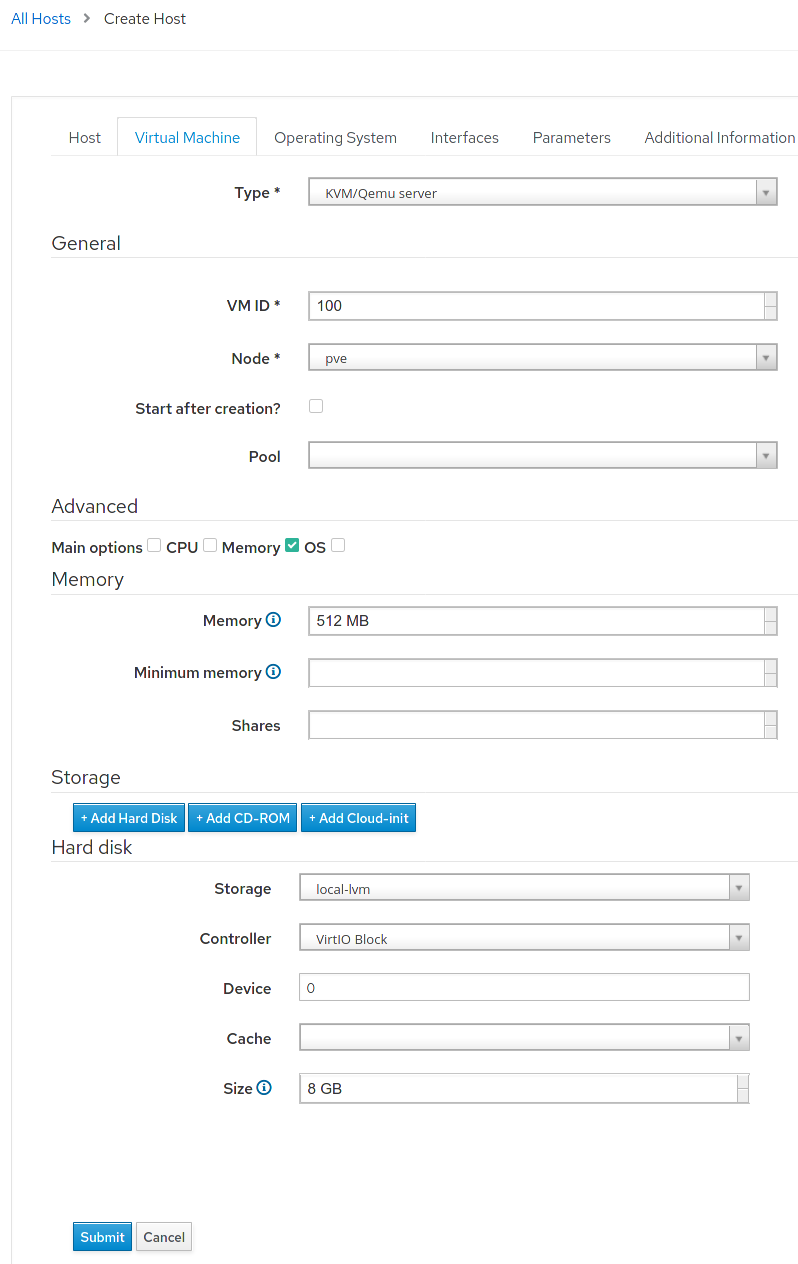 All Hosts > Create Host
Host Virtual Machine Operating System Interfaces Parameters Additional Information
Type * KVM/Qemu server
General
VM ID * 100
Node * pve
Start after creation?
Pool
Advanced
Main options CPU Memory OS
Memory
Memory 512 MB
Minimum memory
Shares
Storage
+ Add Hard Disk + Add CD-ROM + Add Cloud-init
Hard disk
Storage local-lvm
Controller VirtIO Block
Device 0
Cache
Size 8 GB
Submit Cancel